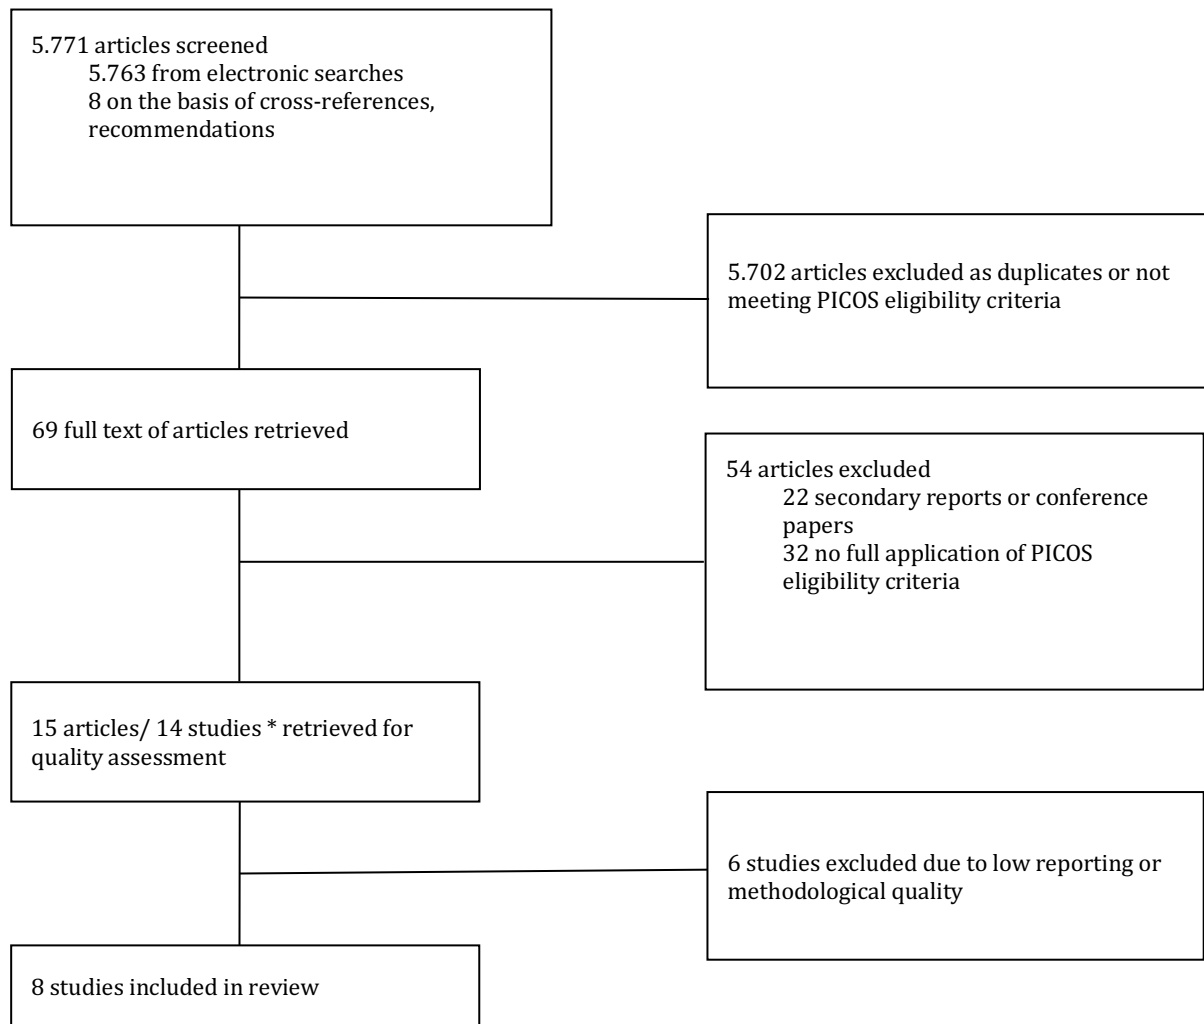 5.771 articles screened
5.763 from electronic searches
8 on the basis of cross-references,
recommendations
5.702 articles excluded as duplicates or not
meeting PICOS eligibility criteria
69 full text of articles retrieved
54 articles excluded
22 secondary reports or conference
papers
32 no full application of PICOS
eligibility criteria
15 articles/ 14 studies * retrieved for
quality assessment
6 studies excluded due to low reporting or
methodological quality
8 studies included in review